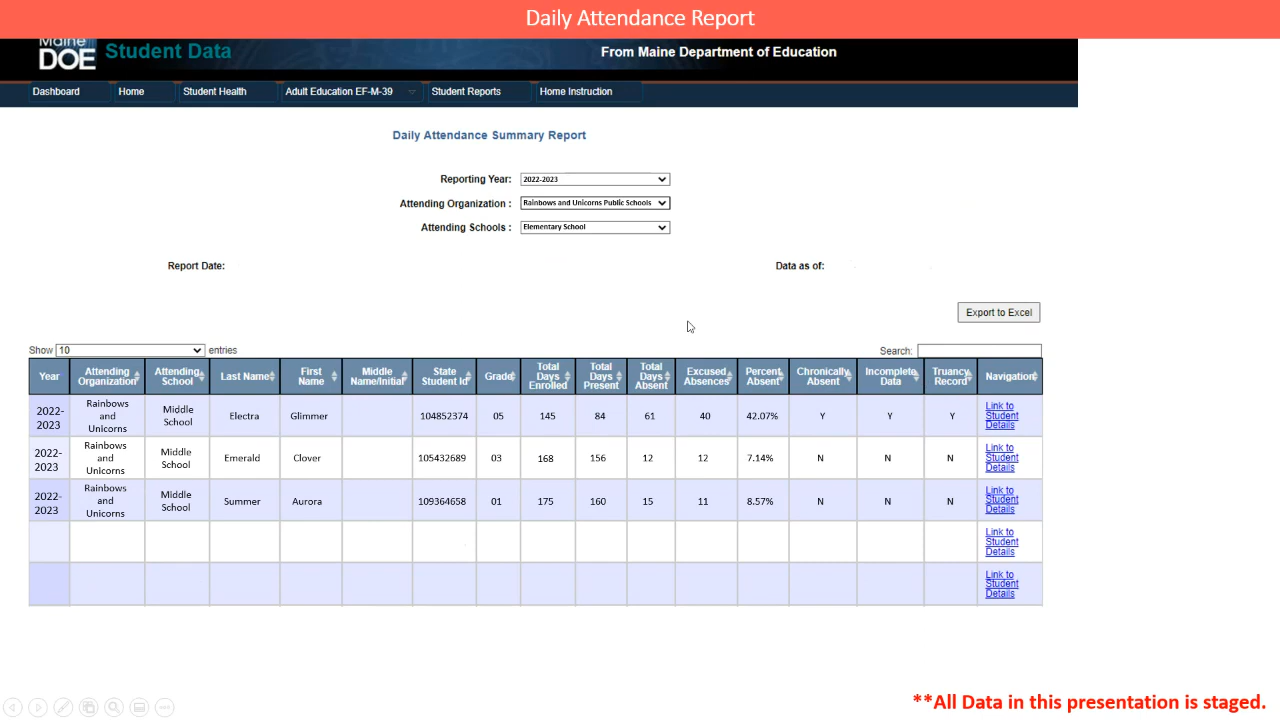 Daily Attendance Report
Maine
DOE Student Data
From Maine Department of Education
Dashboard Home Student Health Adult Education EF-M-39 Student Reports Home Instruction
Daily Attendance Summary Report
Reporting Year: 2022-2023
Attending Organization : Rainbows and Unicorns Public Schools
Attending Schools : Elementary School
Report Date: Data as of:
Export to Excel
Show 10 entries Search:
Year Attending Organization Attending School Last Name First Name Middle Name/Initial State Student Id Grade Total Days Enrolled Total Days Present Total Days Absent Excused Absences Percent Absent Chronically Absent Incomplete Data Truancy Record Navigation
2022-2023 Rainbows and Unicorns Middle School Electra Glimmer 104852374 05 145 84 61 40 42.07% Y Y Y Link to Student Details
2022-2023 Rainbows and Unicorns Middle School Emerald Clover 105432689 03 168 156 12 12 7.14% N N N Link to Student Details
2022-2023 Rainbows and Unicorns Middle School Summer Aurora 109364658 01 175 160 15 11 8.57% N N N Link to Student Details
Link to Student Details
Link to Student Details
**All Data in this presentation is staged.